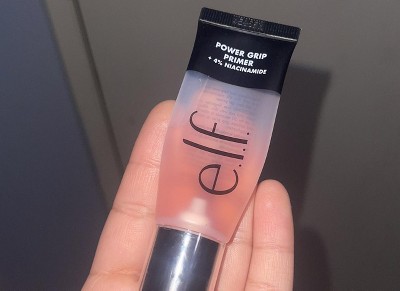 POWER GRIP
PRIMER
+ 4% NIACINAMIDE
e.l.f.